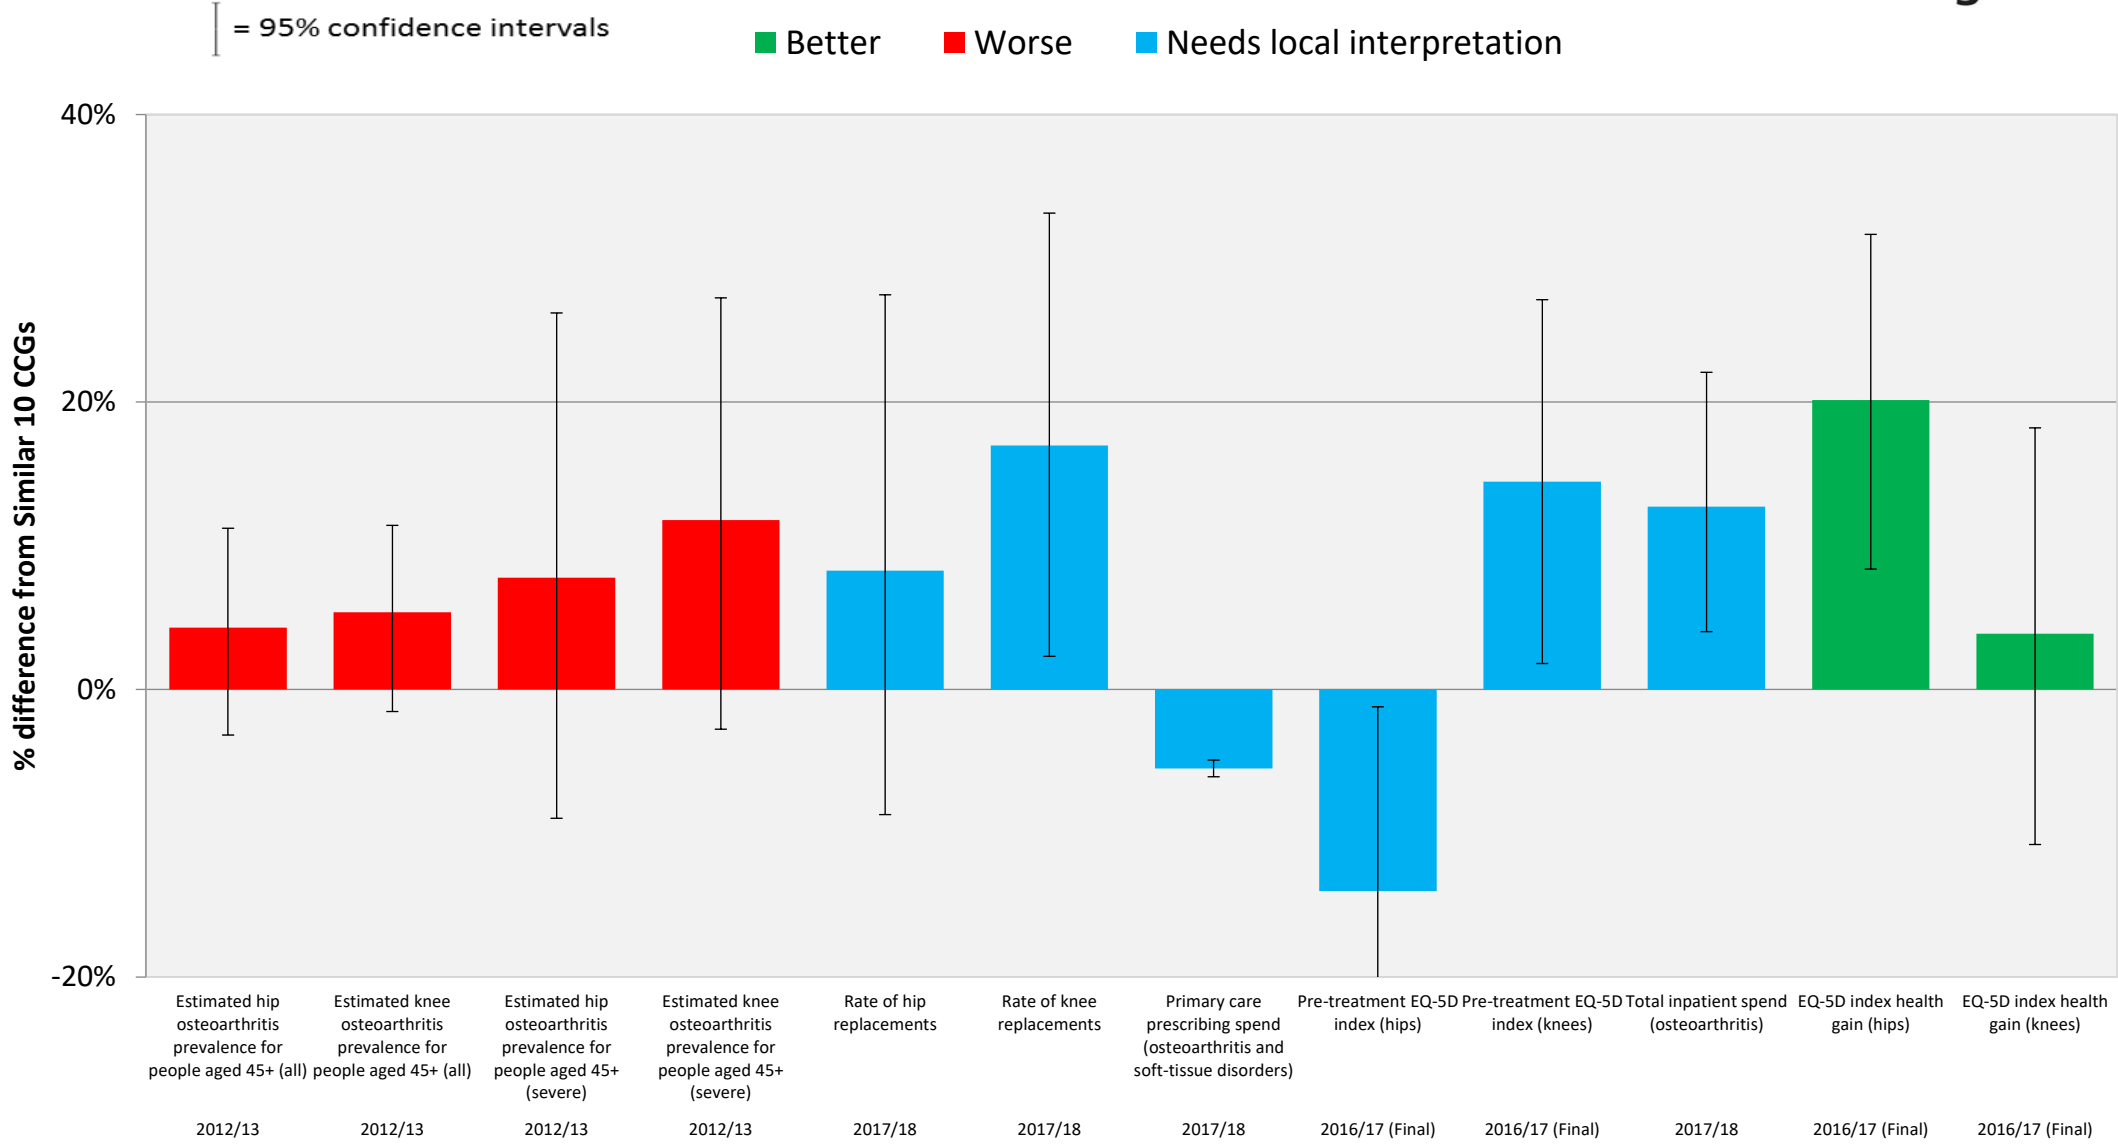 = 95% confidence intervals
Better
Worse
Needs local interpretation
% difference from Similar 10 CCGs
40%
20%
0%
-20%
Estimated hip
osteoarthritis
prevalence for
people aged 45+ (all)
2012/13
Estimated knee
osteoarthritis
prevalence for
people aged 45+ (all)
2012/13
Estimated hip
osteoarthritis
prevalence for
people aged 45+
(severe)
2012/13
Estimated knee
osteoarthritis
prevalence for
people aged 45+
(severe)
2012/13
Rate of hip
replacements
2017/18
Rate of knee
replacements
2017/18
Primary care
prescribing spend
(osteoarthritis and
soft-tissue disorders)
2017/18
Pre-treatment EQ-5D
index (hips)
2016/17 (Final)
Pre-treatment EQ-5D
index (knees)
2016/17 (Final)
Total inpatient spend
(osteoarthritis)
2017/18
EQ-5D index health
gain (hips)
2016/17 (Final)
EQ-5D index health
gain (knees)
2016/17 (Final)